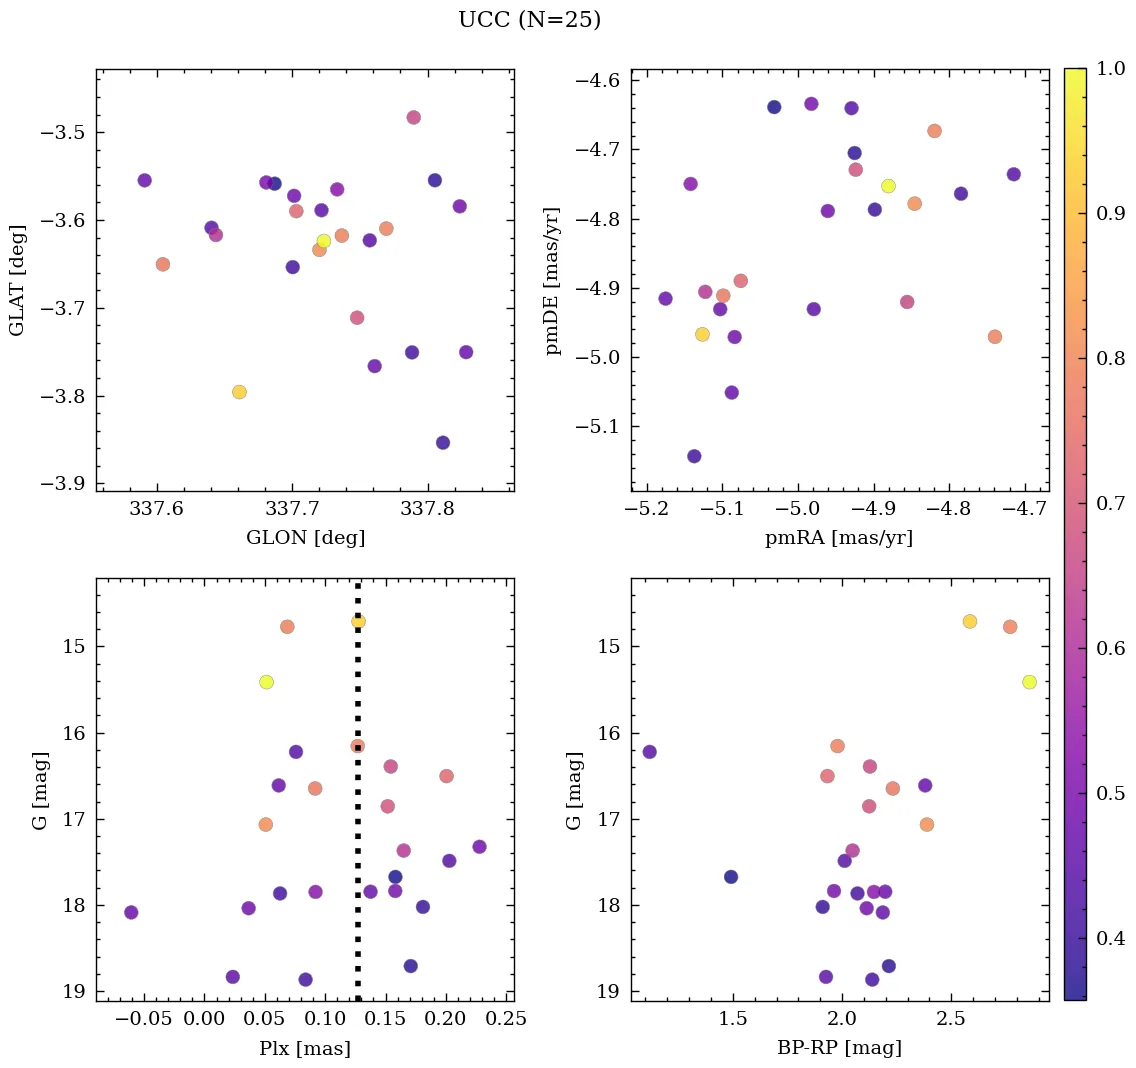 UCC (N=25)
−3.5
−3.6
−3.7
−3.8
−3.9
GLAT [deg]
337.6 337.7 337.8
GLON [deg]
−4.6
−4.7
−4.8
−4.9
−5.0
−5.1
pmDE [mas/yr]
−5.2 −5.1 −5.0 −4.9 −4.8 −4.7
pmRA [mas/yr]
15
16
17
18
19
G [mag]
−0.05 0.00 0.05 0.10 0.15 0.20 0.25
Plx [mas]
15
16
17
18
19
G [mag]
1.5 2.0 2.5
BP-RP [mag]
1.0
0.9
0.8
0.7
0.6
0.5
0.4